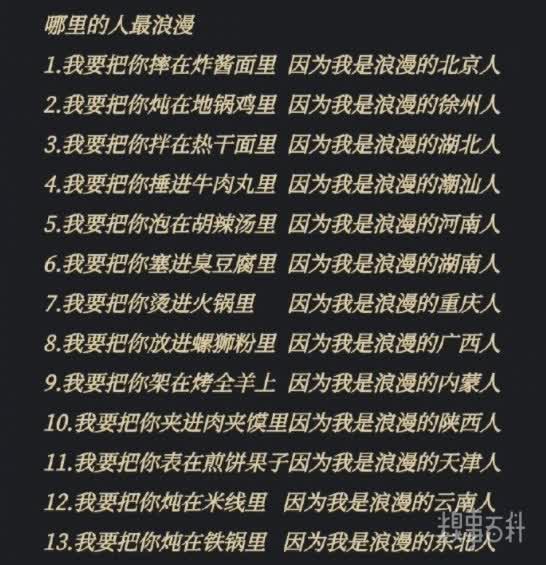 哪里的人最浪漫
1.我要把你摔在炸酱面里 因为我是浪漫的北京人
2.我要把你炖在地锅鸡里 因为我是浪漫的徐州人
3.我要把你拌在热干面里 因为我是浪漫的湖北人
4.我要把你捶进牛肉丸里 因为我是浪漫的潮汕人
5.我要把你泡在胡辣汤里 因为我是浪漫的河南人
6.我要把你塞进臭豆腐里 因为我是浪漫的湖南人
7.我要把你烫进火锅里 因为我是浪漫的重庆人
8.我要把你放进螺狮粉里 因为我是浪漫的广西人
9.我要把你架在烤全羊上 因为我是浪漫的内蒙人
10.我要把你夹进肉夹馍里因为我是浪漫的陕西人
11.我要把你表在煎饼果子因为我是浪漫的天津人
12.我要把你炖在米线里 因为我是浪漫的云南人
13.我要把你炖在铁锅里 因为我是浪漫的东北人